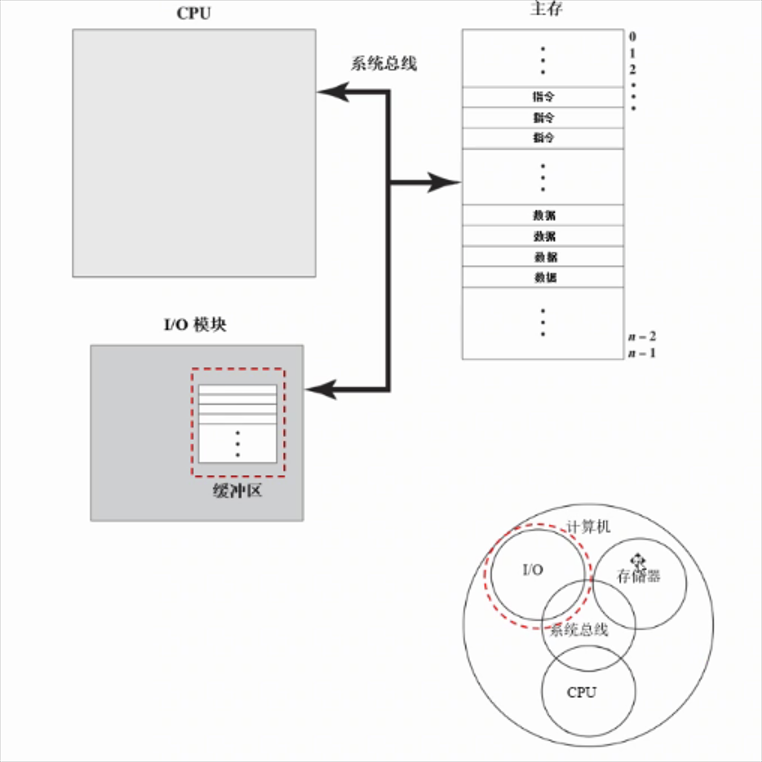 CPU
主存
系统总线
0
1
2
指令
指令
指令
数据
数据
数据
数据
n – 2
n – 1
I/O 模块
缓冲区
计算机
I/O
存储器
系统总线
CPU